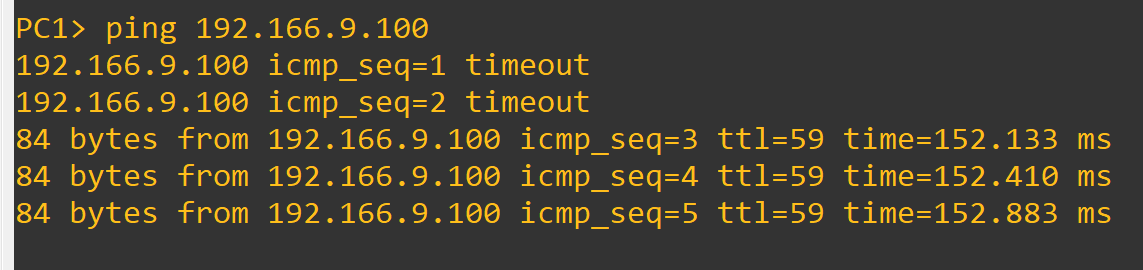 PC1> ping 192.166.9.100
192.166.9.100 icmp_seq=1 timeout
192.166.9.100 icmp_seq=2 timeout
84 bytes from 192.166.9.100 icmp_seq=3 ttl=59 time=152.133 ms
84 bytes from 192.166.9.100 icmp_seq=4 ttl=59 time=152.410 ms
84 bytes from 192.166.9.100 icmp_seq=5 ttl=59 time=152.883 ms